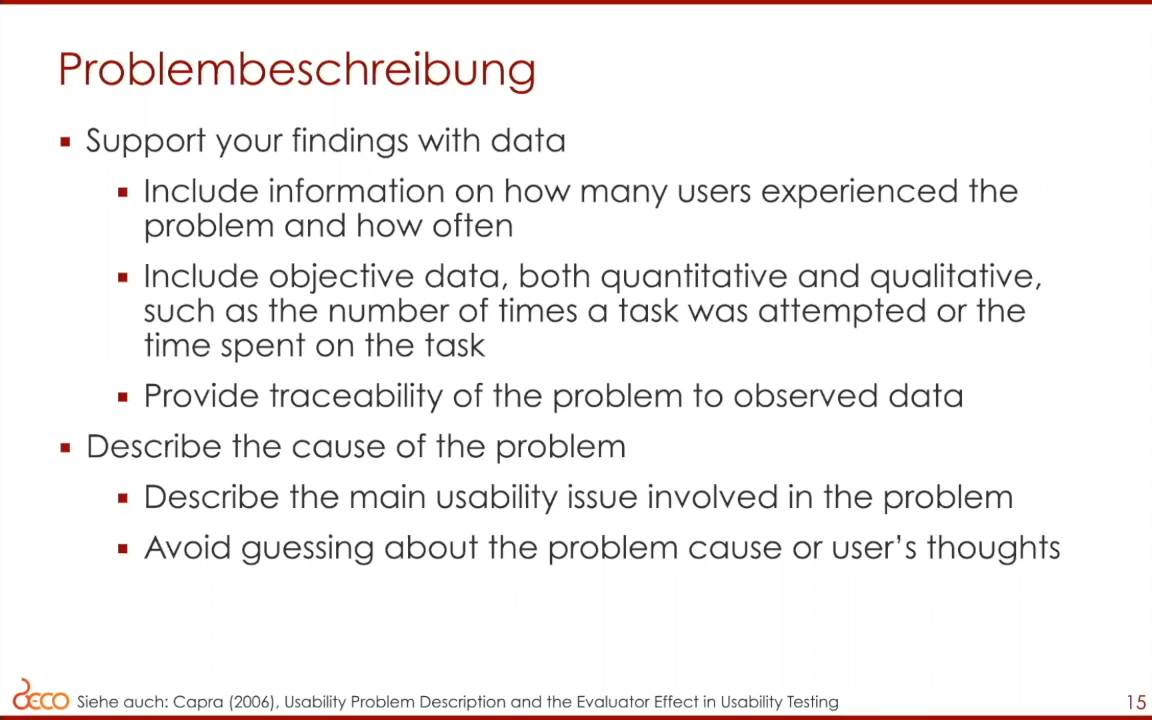 Problembeschreibung
Support your findings with data
Include information on how many users experienced the
problem and how often
Include objective data, both quantitative and qualitative,
such as the number of times a task was attempted or the
time spent on the task
Provide traceability of the problem to observed data
Describe the cause of the problem
Describe the main usability issue involved in the problem
Avoid guessing about the problem cause or user’s thoughts
DECO Siehe auch: Capra (2006), Usability Problem Description and the Evaluator Effect in Usability Testing
15